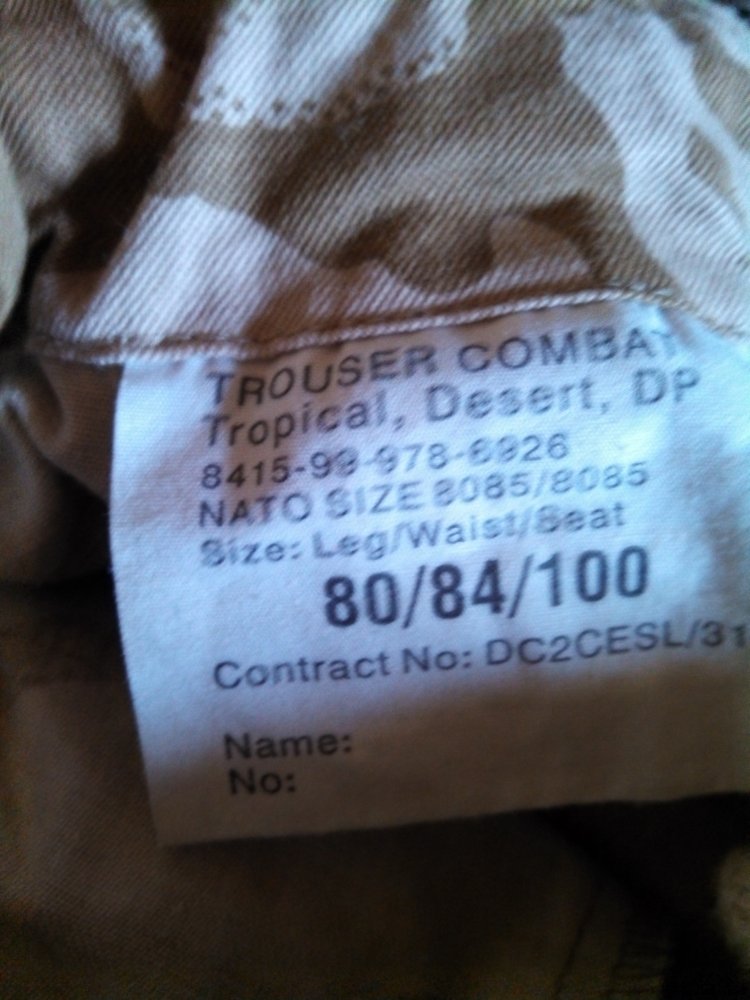 TROUSER COMBAT
Tropical, Desert, DP
8415-99-978-6926
NATO SIZE 8085/8085
Size: Leg/Waist/Seat
80/84/100
Contract No: DC2CESL/31
Name:
No: